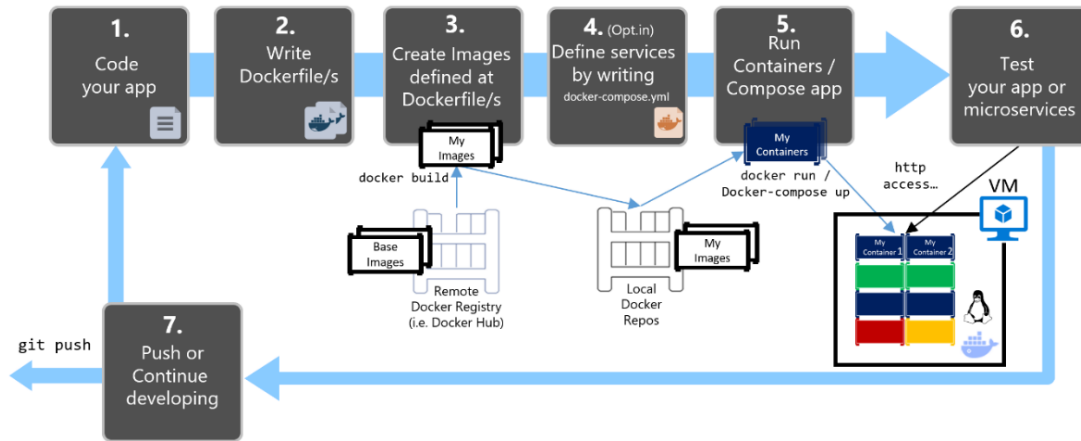 1.
Code
your app
2.
Write
Dockerfile/s
3.
Create Images
defined at
Dockerfile/s
My
Images
4. (Opt.in)
Define services
by writing
docker-compose.yml
5.
Run
Containers /
Compose app
My
Containers
6.
Test
your app or
microservices
docker build
docker run /
Docker-compose up
http
access…
VM
Base
Images
Remote
Docker Registry
(i.e. Docker Hub)
My
Images
Local
Docker
Repos
My
Container 1
My
Container 2
7.
Push or
Continue
developing
git push